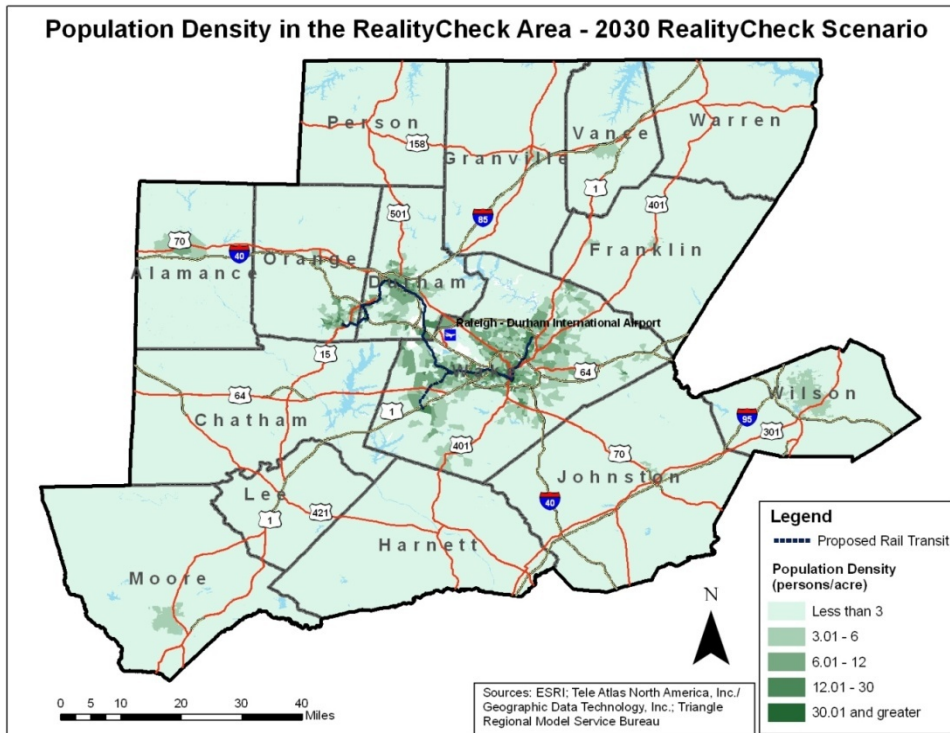 Population Density in the RealityCheck Area - 2030 RealityCheck Scenario
Person
158
Granville
Vance
Warren
1
401
501
85
Franklin
70
40
Alamance
Orange
Durham
Raleigh - Durham International Airport
15
64
64
Chatham
1
Wilson
95
301
401
70
Johnston
Lee
1
421
40
Harnett
Moore
N
Legend
Proposed Rail Transit
Population Density
(persons/acre)
Less than 3
3.01 - 6
6.01 - 12
12.01 - 30
30.01 and greater
0 5 10 20 30 40
Miles
Sources: ESRI; Tele Atlas North America, Inc./
Geographic Data Technology, Inc.; Triangle
Regional Model Service Bureau